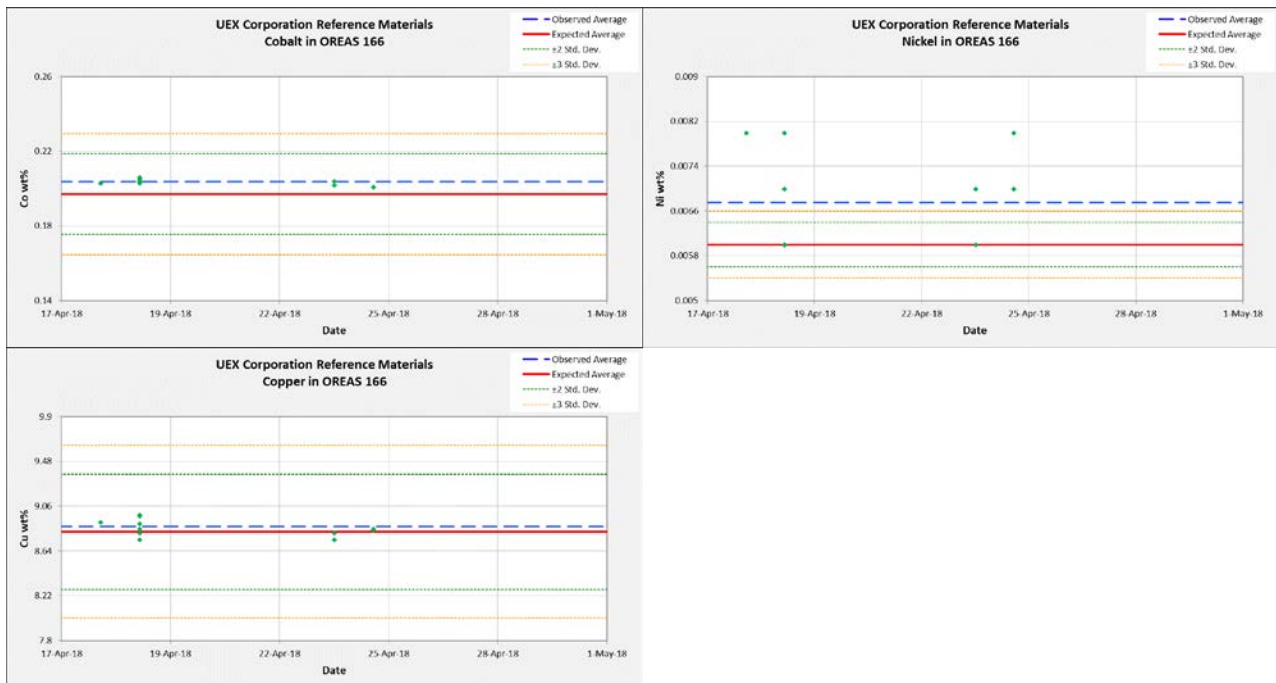 UEX Corporation Reference Materials
Cobalt in OREAS 166
Observed Average
Expected Average
±2 Std. Dev.
±3 Std. Dev.
0.26
0.22
0.18
0.14
Co wt%
17-Apr-18 19-Apr-18 22-Apr-18 25-Apr-18 28-Apr-18 1-May-18
Date
UEX Corporation Reference Materials
Nickel in OREAS 166
Observed Average
Expected Average
±2 Std. Dev.
±3 Std. Dev.
0.009
0.0082
0.0074
0.0066
0.0058
0.005
Ni wt%
17-Apr-18 19-Apr-18 22-Apr-18 25-Apr-18 28-Apr-18 1-May-18
Date
UEX Corporation Reference Materials
Copper in OREAS 166
Observed Average
Expected Average
±2 Std. Dev.
±3 Std. Dev.
9.9
9.48
9.06
8.64
8.22
7.8
Cu wt%
17-Apr-18 19-Apr-18 22-Apr-18 25-Apr-18 28-Apr-18 1-May-18
Date